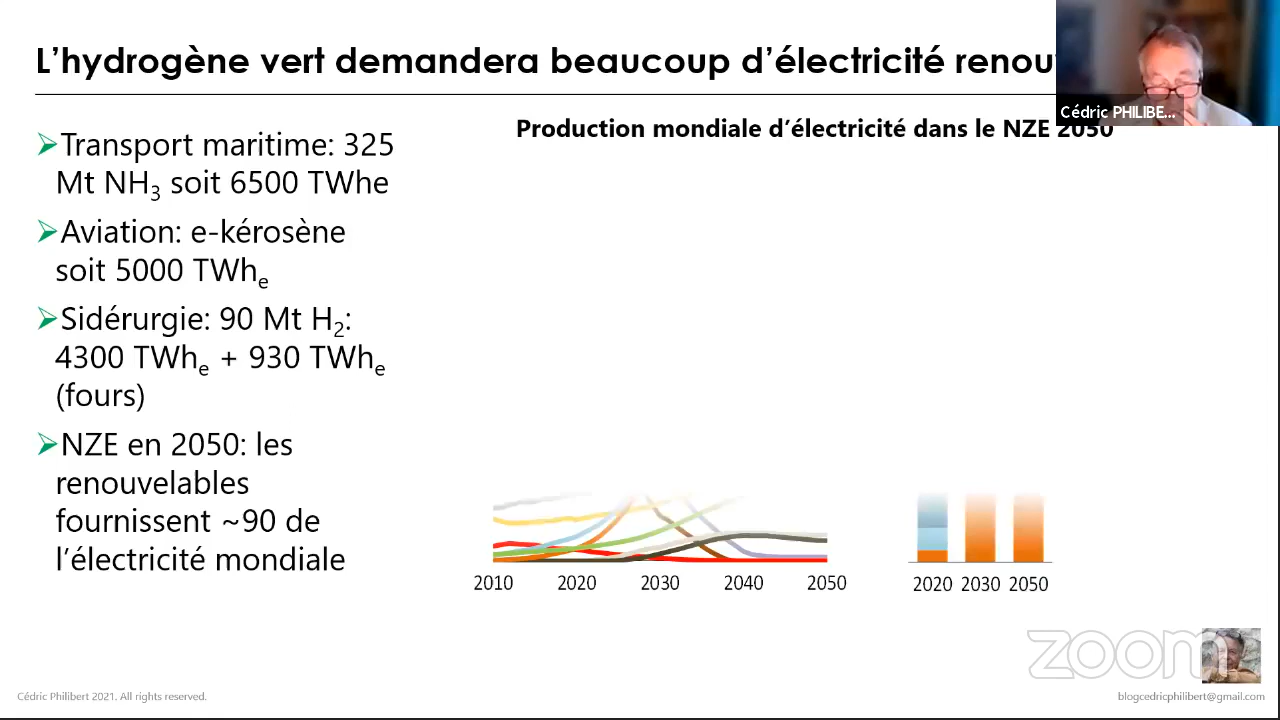 L'hydrogène vert demandera beaucoup d'électricité
Cédric PHILIBE...
Production mondiale d'électricité dans le NZE 2050
➢Transport maritime: 325
Mt NH₃ soit 6500 TWhe
➢Aviation: e-kérosène
soit 5000 TWhₑ
➢Sidérurgie: 90 Mt H₂:
4300 TWhₑ + 930 TWhₑ
(fours)
➢NZE en 2050: les
renouvelables
fournissent ~90 de
l'électricité mondiale
2010 2020 2030 2040 2050
2020 2030 2050
zoom
Cédric Philibert 2021. All rights reserved.
blogcedricphilibert@gmail.com